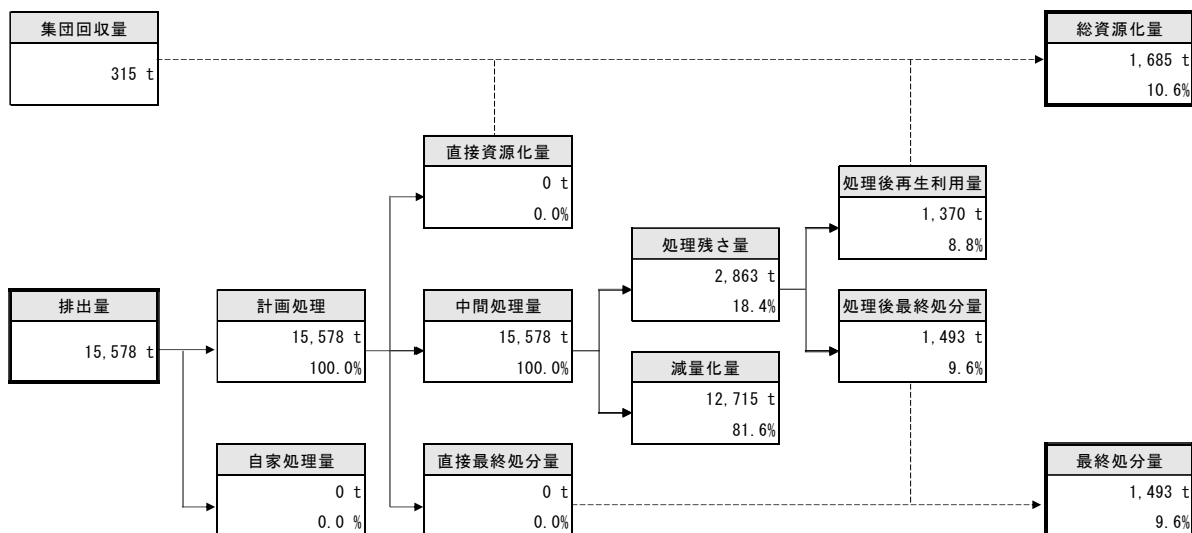 集団回収量
315 t
総資源化量
1,685 t
10.6%
直接資源化量
0 t
0.0%
処理後再生利用量
1,370 t
8.8%
処理残さ量
2,863 t
18.4%
排出量
15,578 t
計画処理
15,578 t
100.0%
中間処理量
15,578 t
100.0%
処理後最終処分量
1,493 t
9.6%
減量化量
12,715 t
81.6%
自家処理量
0 t
0.0 %
直接最終処分量
0 t
0.0%
最終処分量
1,493 t
9.6%